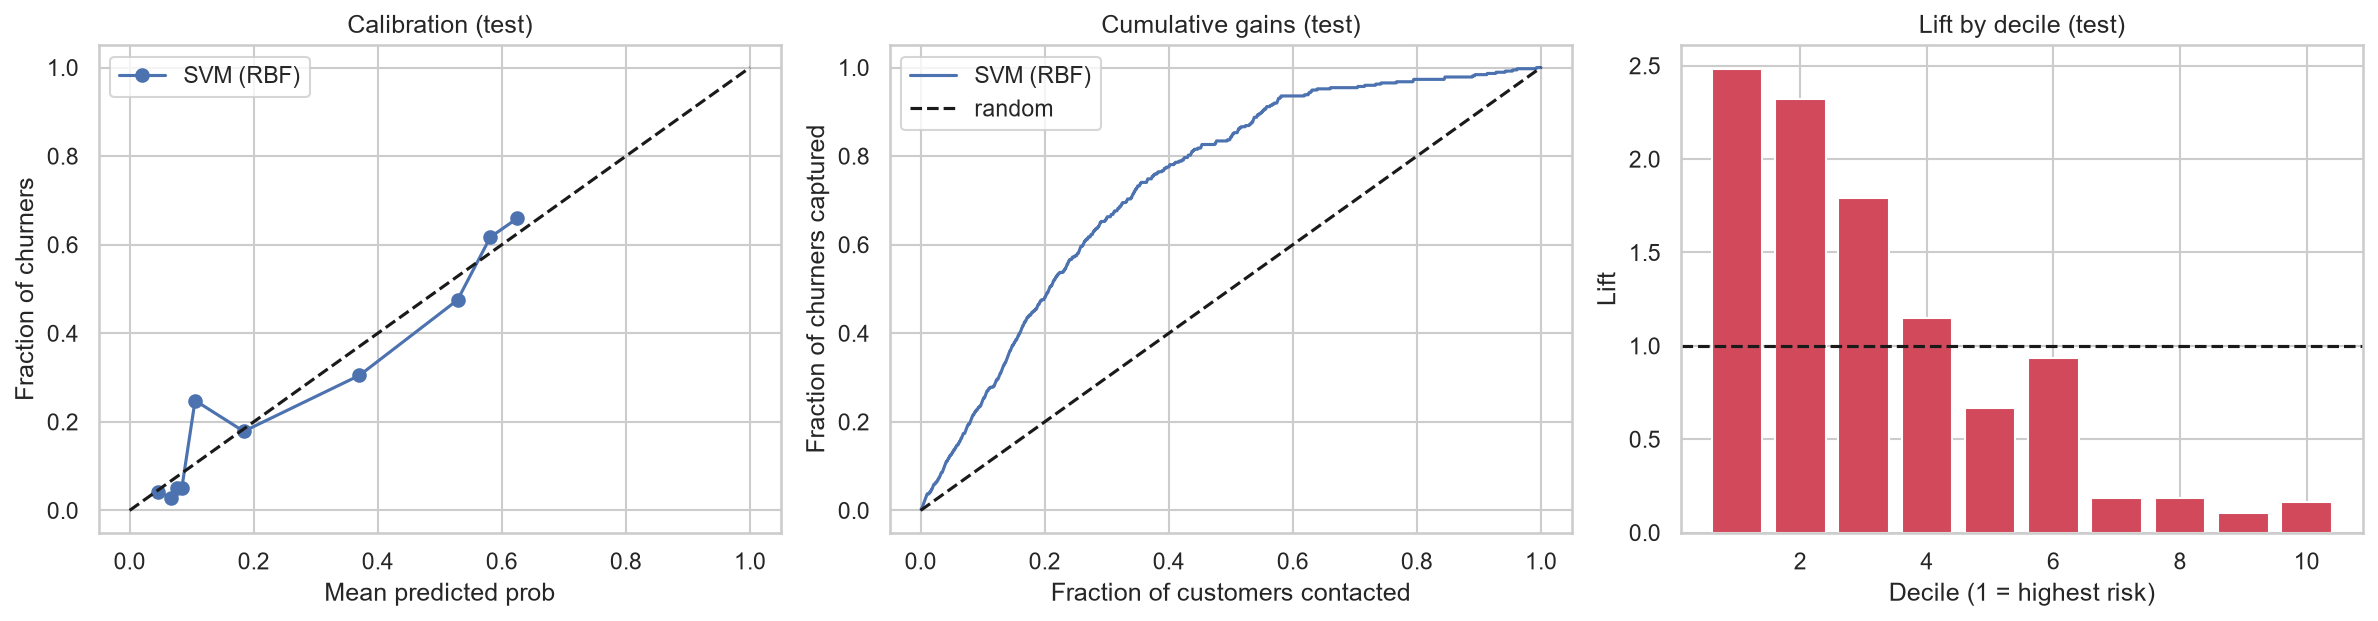 Calibration (test)
SVM (RBF)
1.0
0.8
0.6
0.4
0.2
0.0
Fraction of churners
0.0 0.2 0.4 0.6 0.8 1.0
Mean predicted prob
Cumulative gains (test)
SVM (RBF)
random
1.0
0.8
0.6
0.4
0.2
0.0
Fraction of churners captured
0.0 0.2 0.4 0.6 0.8 1.0
Fraction of customers contacted
Lift by decile (test)
2.5
2.0
1.5
1.0
0.5
0.0
Lift
2 4 6 8 10
Decile (1 = highest risk)